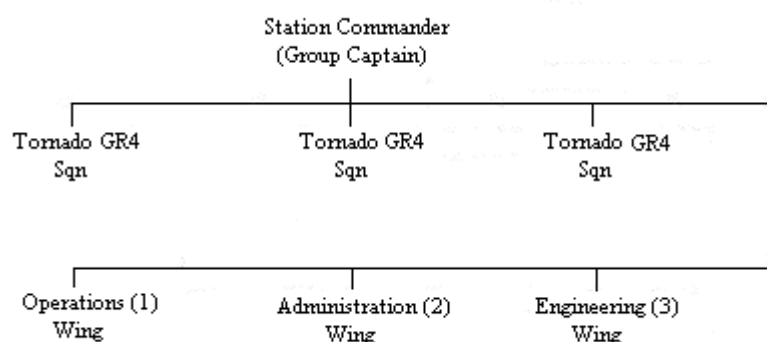 Station Commander
(Group Captain)
Tornado GR4
Sqn
Tornado GR4
Sqn
Tornado GR4
Sqn
Operations (1)
Wing
Administration (2)
Wing
Engineering (3)
Wing